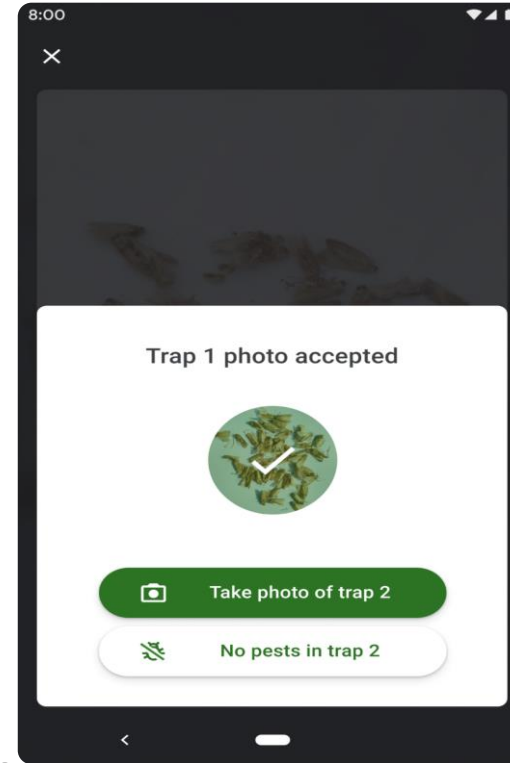 8:00
Trap 1 photo accepted
Take photo of trap 2
No pests in trap 2